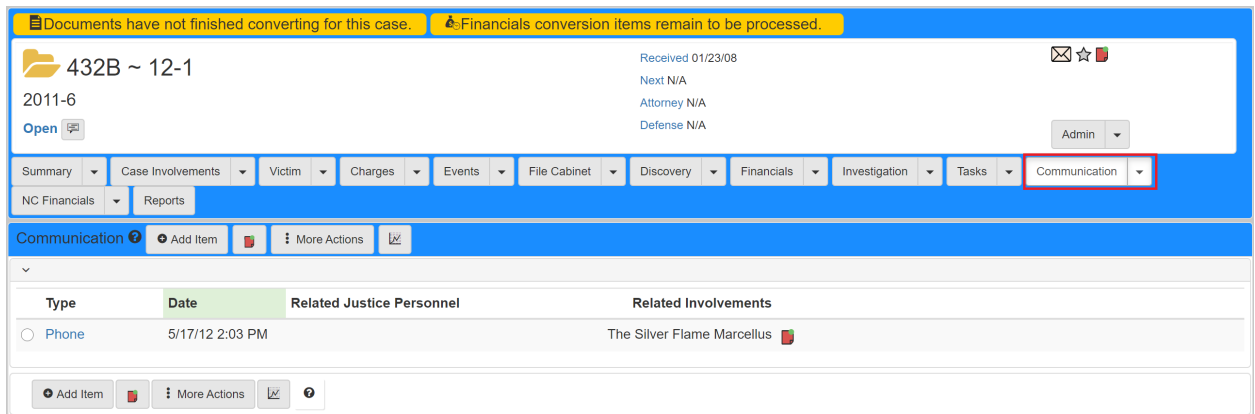 Documents have not finished converting for this case. Financials conversion items remain to be processed.
432B ~ 12-1
2011-6
Open
Received 01/23/08
Next N/A
Attorney N/A
Defense N/A
Admin
Summary Case Involvements Victim Charges Events File Cabinet Discovery Financials Investigation Tasks Communication
NC Financials Reports
Communication Add Item More Actions
Type Date Related Justice Personnel Related Involvements
Phone 5/17/12 2:03 PM The Silver Flame Marcellus
Add Item More Actions